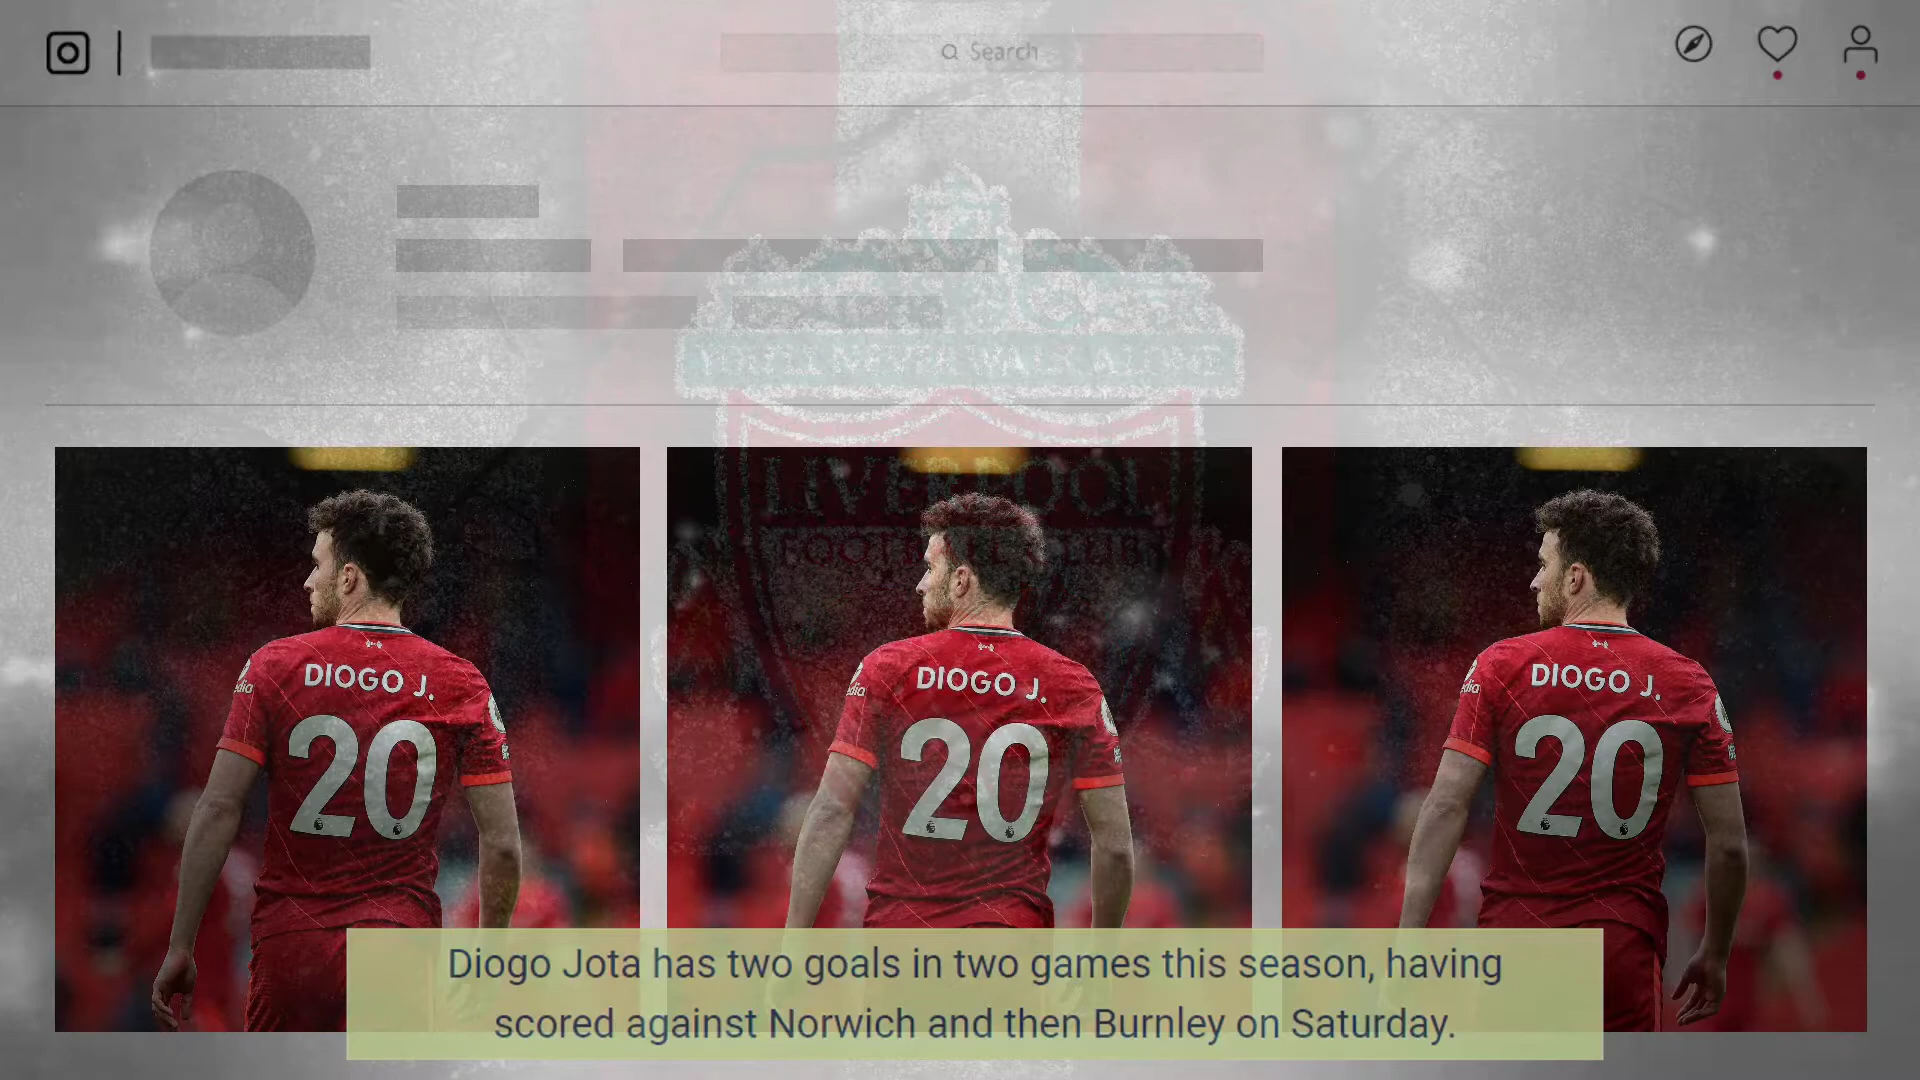 Search
YOU'LL NEVER WALK ALONE
LIVERPOOL
FOOTBALL CLUB
DIOGO J.
20
DIOGO J.
20
DIOGO J.
20
Diogo Jota has two goals in two games this season, having
scored against Norwich and then Burnley on Saturday.